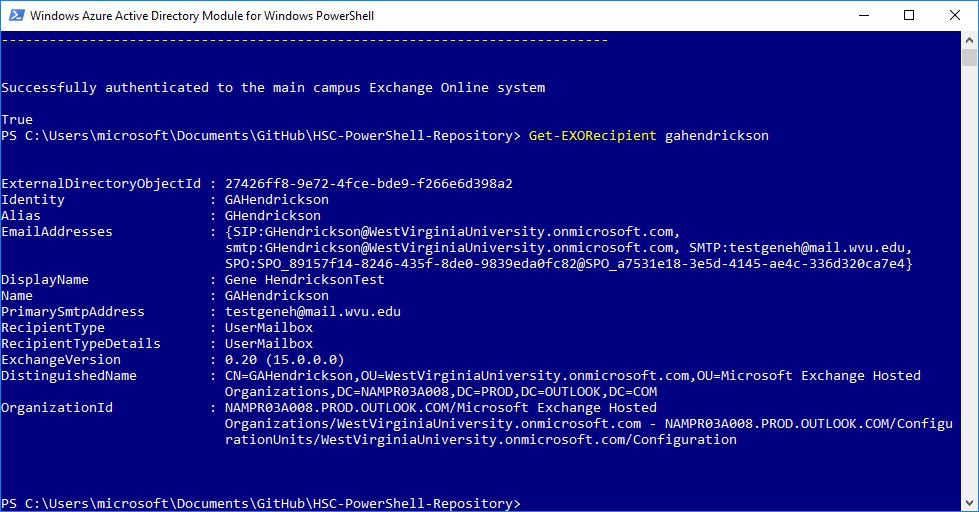 Windows Azure Active Directory Module for Windows PowerShell
----------------------------------------------------------------------------
Successfully authenticated to the main campus Exchange Online system
True
PS C:\Users\microsoft\Documents\GitHub\HSC-PowerShell-Repository> Get-EXORecipient gahendrickson
ExternalDirectoryObjectId : 27426ff8-9e72-4fce-bde9-f266e6d398a2
Identity                  : GAHendrickson
Alias                     : GHendrickson
EmailAddresses            : {SIP:GHendrickson@WestVirginiaUniversity.onmicrosoft.com,
                            smtp:GHendrickson@WestVirginiaUniversity.onmicrosoft.com, SMTP:testgeneh@mail.wvu.edu,
                            SPO:SPO_89157f14-8246-435f-8de0-9839eda0fc82@SPO_a7531e18-3e5d-4145-ae4c-336d320ca7e4}
DisplayName               : Gene HendricksonTest
Name                      : GAHendrickson
PrimarySmtpAddress        : testgeneh@mail.wvu.edu
RecipientType             : UserMailbox
RecipientTypeDetails      : UserMailbox
ExchangeVersion           : 0.20 (15.0.0.0)
DistinguishedName         : CN=GAHendrickson,OU=WestVirginiaUniversity.onmicrosoft.com,OU=Microsoft Exchange Hosted
                            Organizations,DC=NAMPR03A008,DC=PROD,DC=OUTLOOK,DC=COM
OrganizationId            : NAMPR03A008.PROD.OUTLOOK.COM/Microsoft Exchange Hosted
                            Organizations/WestVirginiaUniversity.onmicrosoft.com - NAMPR03A008.PROD.OUTLOOK.COM/Configu
                            rationUnits/WestVirginiaUniversity.onmicrosoft.com/Configuration
PS C:\Users\microsoft\Documents\GitHub\HSC-PowerShell-Repository>